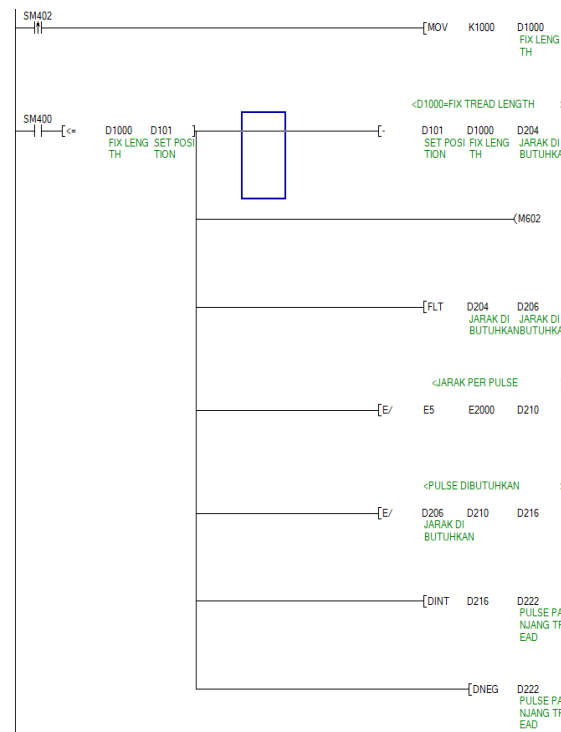 SM402
[MOV K1000 D1000
FIX LENG
TH
<D1000=FIX TREAD LENGTH
SM400
[<= D1000 D101 ]
FIX LENG SET POSI
TH TION
[- D101 D1000 D204
SET POSI FIX LENG JARAK DI
TION TH BUTUHKA
(M602
[FLT D204 D206
JARAK DI JARAK DI
BUTUHKANBUTUHKA
<JARAK PER PULSE
[E/ E5 E2000 D210
<PULSE DIBUTUHKAN
[E/ D206 D210 D216
JARAK DI
BUTUHKAN
[DINT D216 D222
PULSE PA
NJANG TR
EAD
[DNEG D222
PULSE PA
NJANG TR
EAD